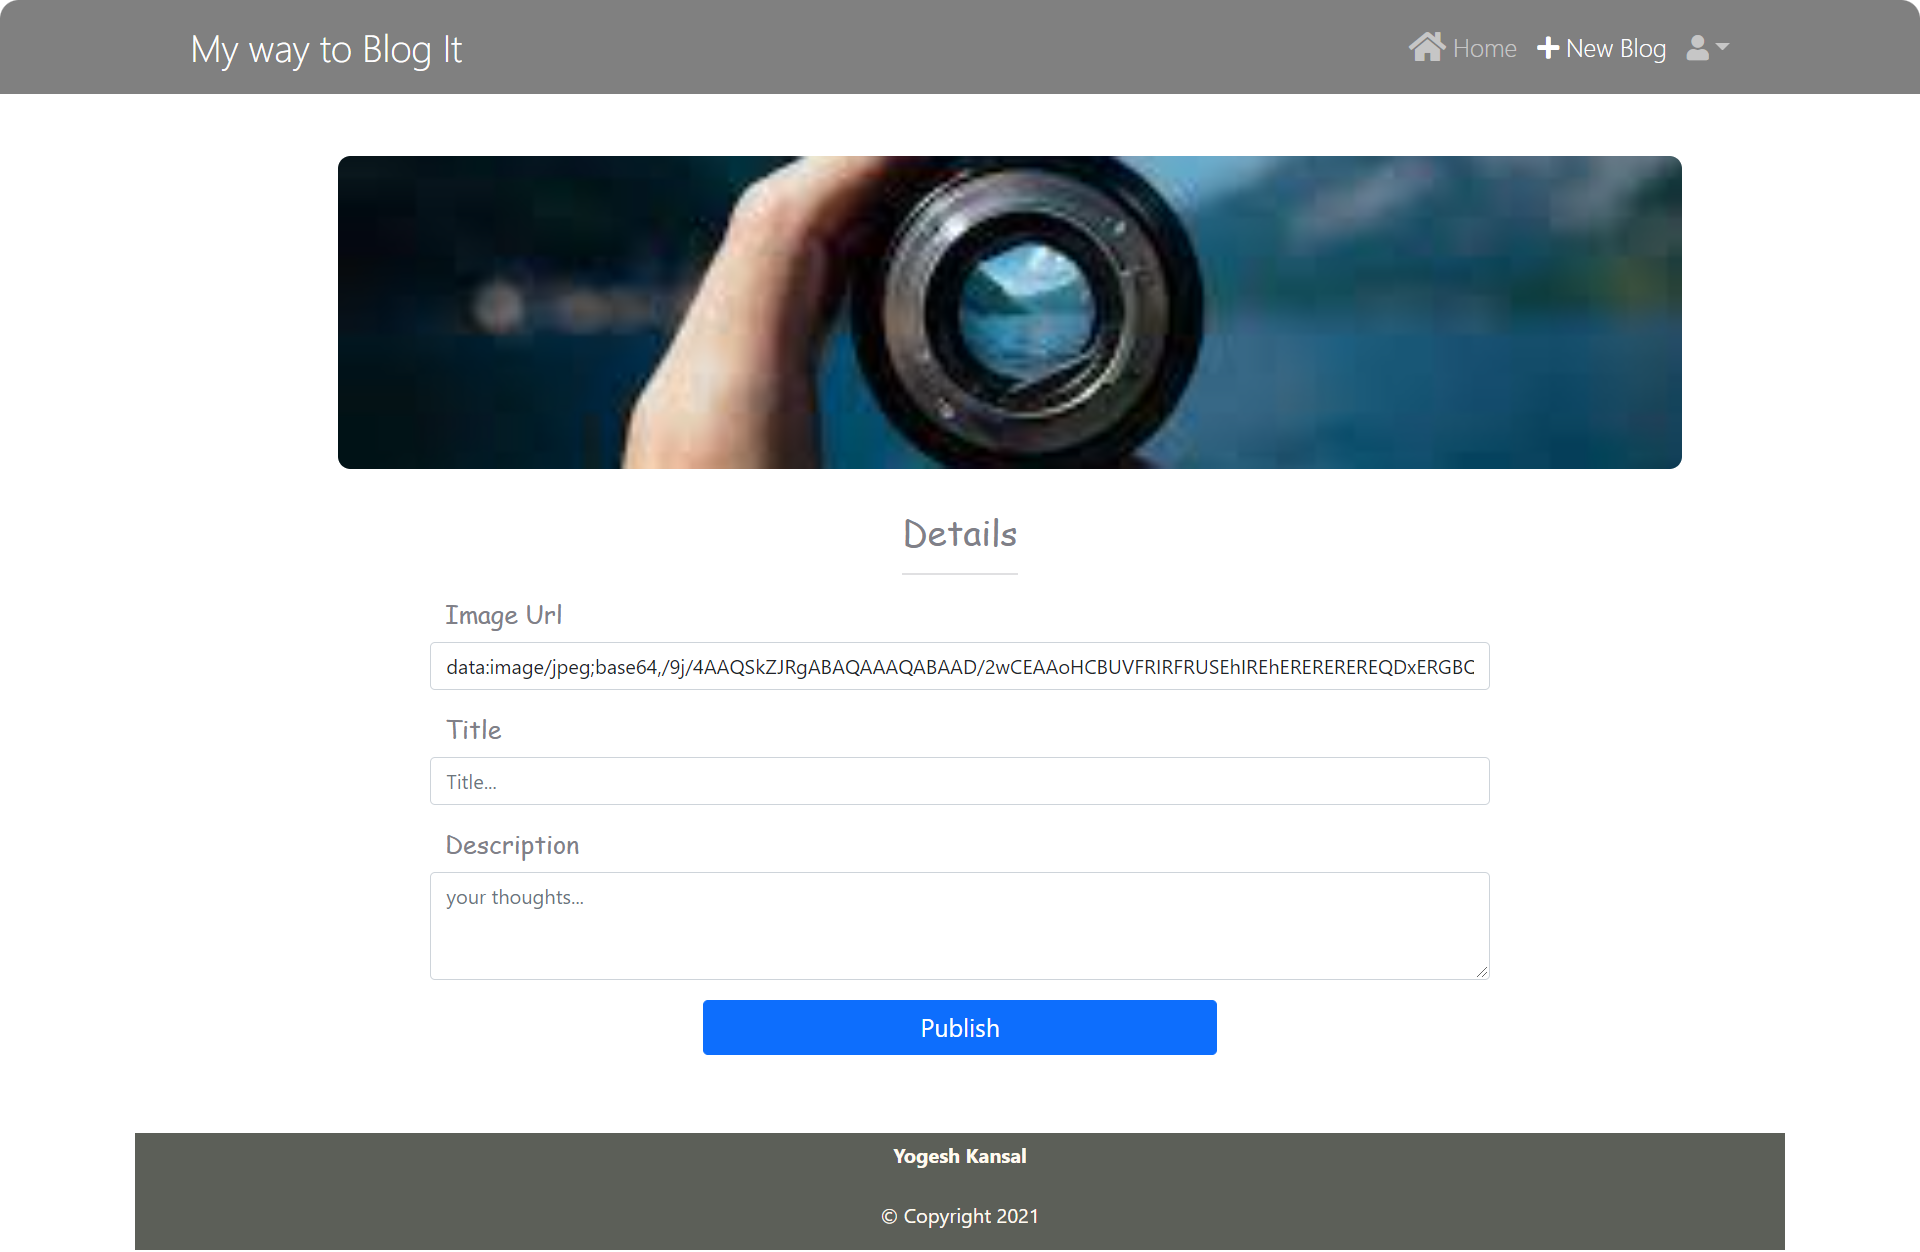 My way to Blog It
Home
New Blog
Details
Image Url
data:image/jpeg;base64,/9j/4AAQSkZJRgABAQAAAQABAAD/2wCEAAoHCBUVFRIRFRUSEhIREhEREREREREQDxERGBC
Title
Title...
Description
your thoughts...
Publish
Yogesh Kansal
© Copyright 2021